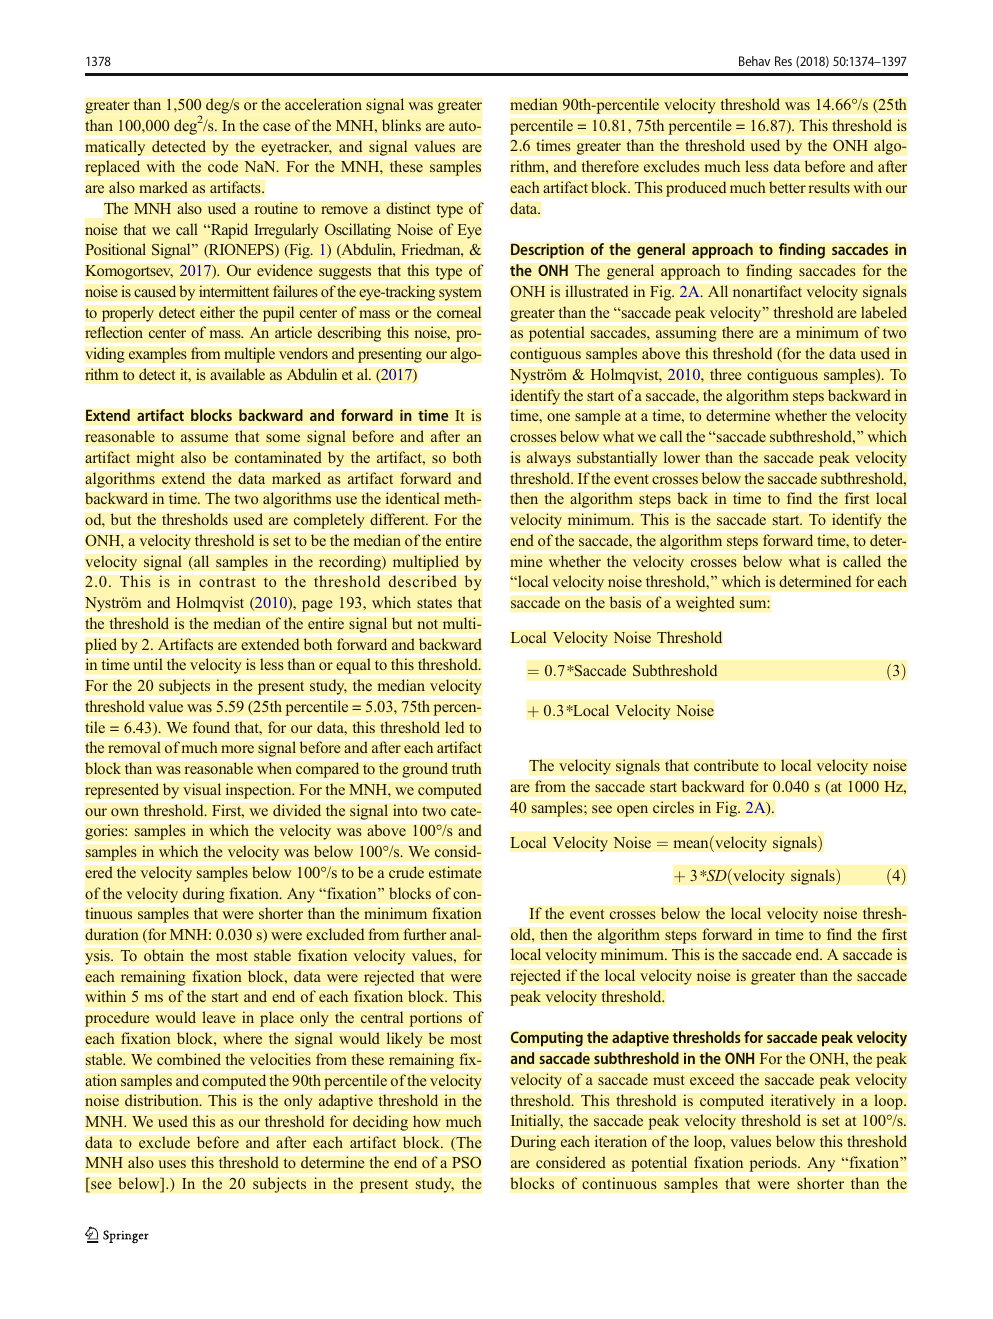 1378
Behav Res (2018) 50:1374–1397
greater than 1,500 deg/s or the acceleration signal was greater
than 100,000 deg²/s. In the case of the MNH, blinks are auto-
matically detected by the eyetracker, and signal values are
replaced with the code NaN. For the MNH, these samples
are also marked as artifacts.
The MNH also used a routine to remove a distinct type of
noise that we call “Rapid Irregularly Oscillating Noise of Eye
Positional Signal” (RIONEPS) (Fig. 1) (Abdulin, Friedman, &
Komogortsev, 2017). Our evidence suggests that this type of
noise is caused by intermittent failures of the eye-tracking system
to properly detect either the pupil center of mass or the corneal
reflection center of mass. An article describing this noise, pro-
viding examples from multiple vendors and presenting our algo-
rithm to detect it, is available as Abdulin et al. (2017)
Extend artifact blocks backward and forward in time It is
reasonable to assume that some signal before and after an
artifact might also be contaminated by the artifact, so both
algorithms extend the data marked as artifact forward and
backward in time. The two algorithms use the identical meth-
od, but the thresholds used are completely different. For the
ONH, a velocity threshold is set to be the median of the entire
velocity signal (all samples in the recording) multiplied by
2.0. This is in contrast to the threshold described by
Nyström and Holmqvist (2010), page 193, which states that
the threshold is the median of the entire signal but not multi-
plied by 2. Artifacts are extended both forward and backward
in time until the velocity is less than or equal to this threshold.
For the 20 subjects in the present study, the median velocity
threshold value was 5.59 (25th percentile = 5.03, 75th percen-
tile = 6.43). We found that, for our data, this threshold led to
the removal of much more signal before and after each artifact
block than was reasonable when compared to the ground truth
represented by visual inspection. For the MNH, we computed
our own threshold. First, we divided the signal into two cate-
gories: samples in which the velocity was above 100°/s and
samples in which the velocity was below 100°/s. We consid-
ered the velocity samples below 100°/s to be a crude estimate
of the velocity during fixation. Any “fixation” blocks of con-
tinuous samples that were shorter than the minimum fixation
duration (for MNH: 0.030 s) were excluded from further anal-
ysis. To obtain the most stable fixation velocity values, for
each remaining fixation block, data were rejected that were
within 5 ms of the start and end of each fixation block. This
procedure would leave in place only the central portions of
each fixation block, where the signal would likely be most
stable. We combined the velocities from these remaining fix-
ation samples and computed the 90th percentile of the velocity
noise distribution. This is the only adaptive threshold in the
MNH. We used this as our threshold for deciding how much
data to exclude before and after each artifact block. (The
MNH also uses this threshold to determine the end of a PSO
[see below].) In the 20 subjects in the present study, the
median 90th-percentile velocity threshold was 14.66°/s (25th
percentile = 10.81, 75th percentile = 16.87). This threshold is
2.6 times greater than the threshold used by the ONH algo-
rithm, and therefore excludes much less data before and after
each artifact block. This produced much better results with our
data.
Description of the general approach to finding saccades in
the ONH The general approach to finding saccades for the
ONH is illustrated in Fig. 2A. All nonartifact velocity signals
greater than the “saccade peak velocity” threshold are labeled
as potential saccades, assuming there are a minimum of two
contiguous samples above this threshold (for the data used in
Nyström & Holmqvist, 2010, three contiguous samples). To
identify the start of a saccade, the algorithm steps backward in
time, one sample at a time, to determine whether the velocity
crosses below what we call the “saccade subthreshold,” which
is always substantially lower than the saccade peak velocity
threshold. If the event crosses below the saccade subthreshold,
then the algorithm steps back in time to find the first local
velocity minimum. This is the saccade start. To identify the
end of the saccade, the algorithm steps forward time, to deter-
mine whether the velocity crosses below what is called the
“local velocity noise threshold,” which is determined for each
saccade on the basis of a weighted sum:
Local Velocity Noise Threshold
= 0.7*Saccade Subthreshold (3)
+ 0.3*Local Velocity Noise
The velocity signals that contribute to local velocity noise
are from the saccade start backward for 0.040 s (at 1000 Hz,
40 samples; see open circles in Fig. 2A).
Local Velocity Noise = mean(velocity signals)
+ 3*SD(velocity signals) (4)
If the event crosses below the local velocity noise thresh-
old, then the algorithm steps forward in time to find the first
local velocity minimum. This is the saccade end. A saccade is
rejected if the local velocity noise is greater than the saccade
peak velocity threshold.
Computing the adaptive thresholds for saccade peak velocity
and saccade subthreshold in the ONH For the ONH, the peak
velocity of a saccade must exceed the saccade peak velocity
threshold. This threshold is computed iteratively in a loop.
Initially, the saccade peak velocity threshold is set at 100°/s.
During each iteration of the loop, values below this threshold
are considered as potential fixation periods. Any “fixation”
blocks of continuous samples that were shorter than the
Springer